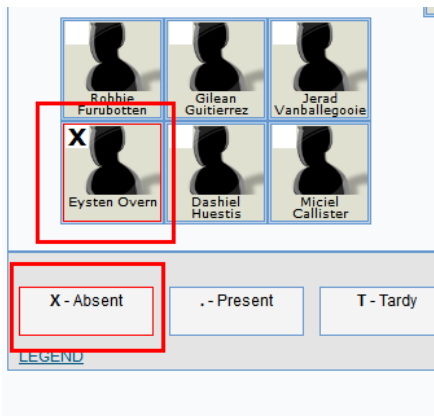 Robbie
Furubotten
Gilean
Guitierrez
Jerad
Vanballegooie
X
Eysten Overn
Dashiel
Huestis
Miciel
Callister
X - Absent
. - Present
T - Tardy
LEGEND